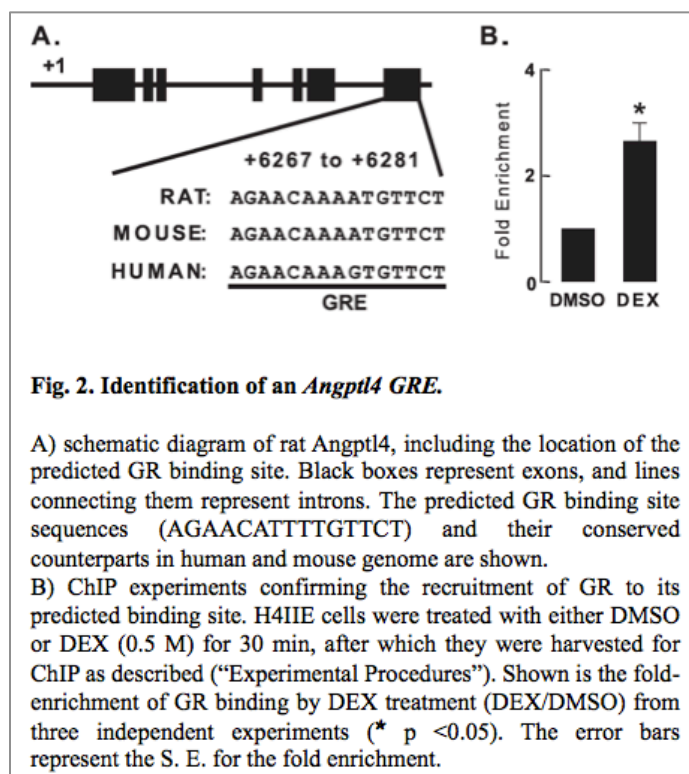 A.
+1
+6267 to +6281
RAT: AGAACAAAATGTTCT
MOUSE: AGAACAAAATGTTCT
HUMAN: AGAACAAAGTGTTCT
GRE
B.
Fold Enrichment
4
2
0
*
DMSO DEX
Fig. 2. Identification of an Angptl4 GRE.
A) schematic diagram of rat Angptl4, including the location of the
predicted GR binding site. Black boxes represent exons, and lines
connecting them represent introns. The predicted GR binding site
sequences (AGAACATTTTGTTCT) and their conserved
counterparts in human and mouse genome are shown.
B) ChIP experiments confirming the recruitment of GR to its
predicted binding site. H4IIE cells were treated with either DMSO
or DEX (0.5 M) for 30 min, after which they were harvested for
ChIP as described (“Experimental Procedures”). Shown is the fold-
enrichment of GR binding by DEX treatment (DEX/DMSO) from
three independent experiments (* p <0.05). The error bars
represent the S. E. for the fold enrichment.